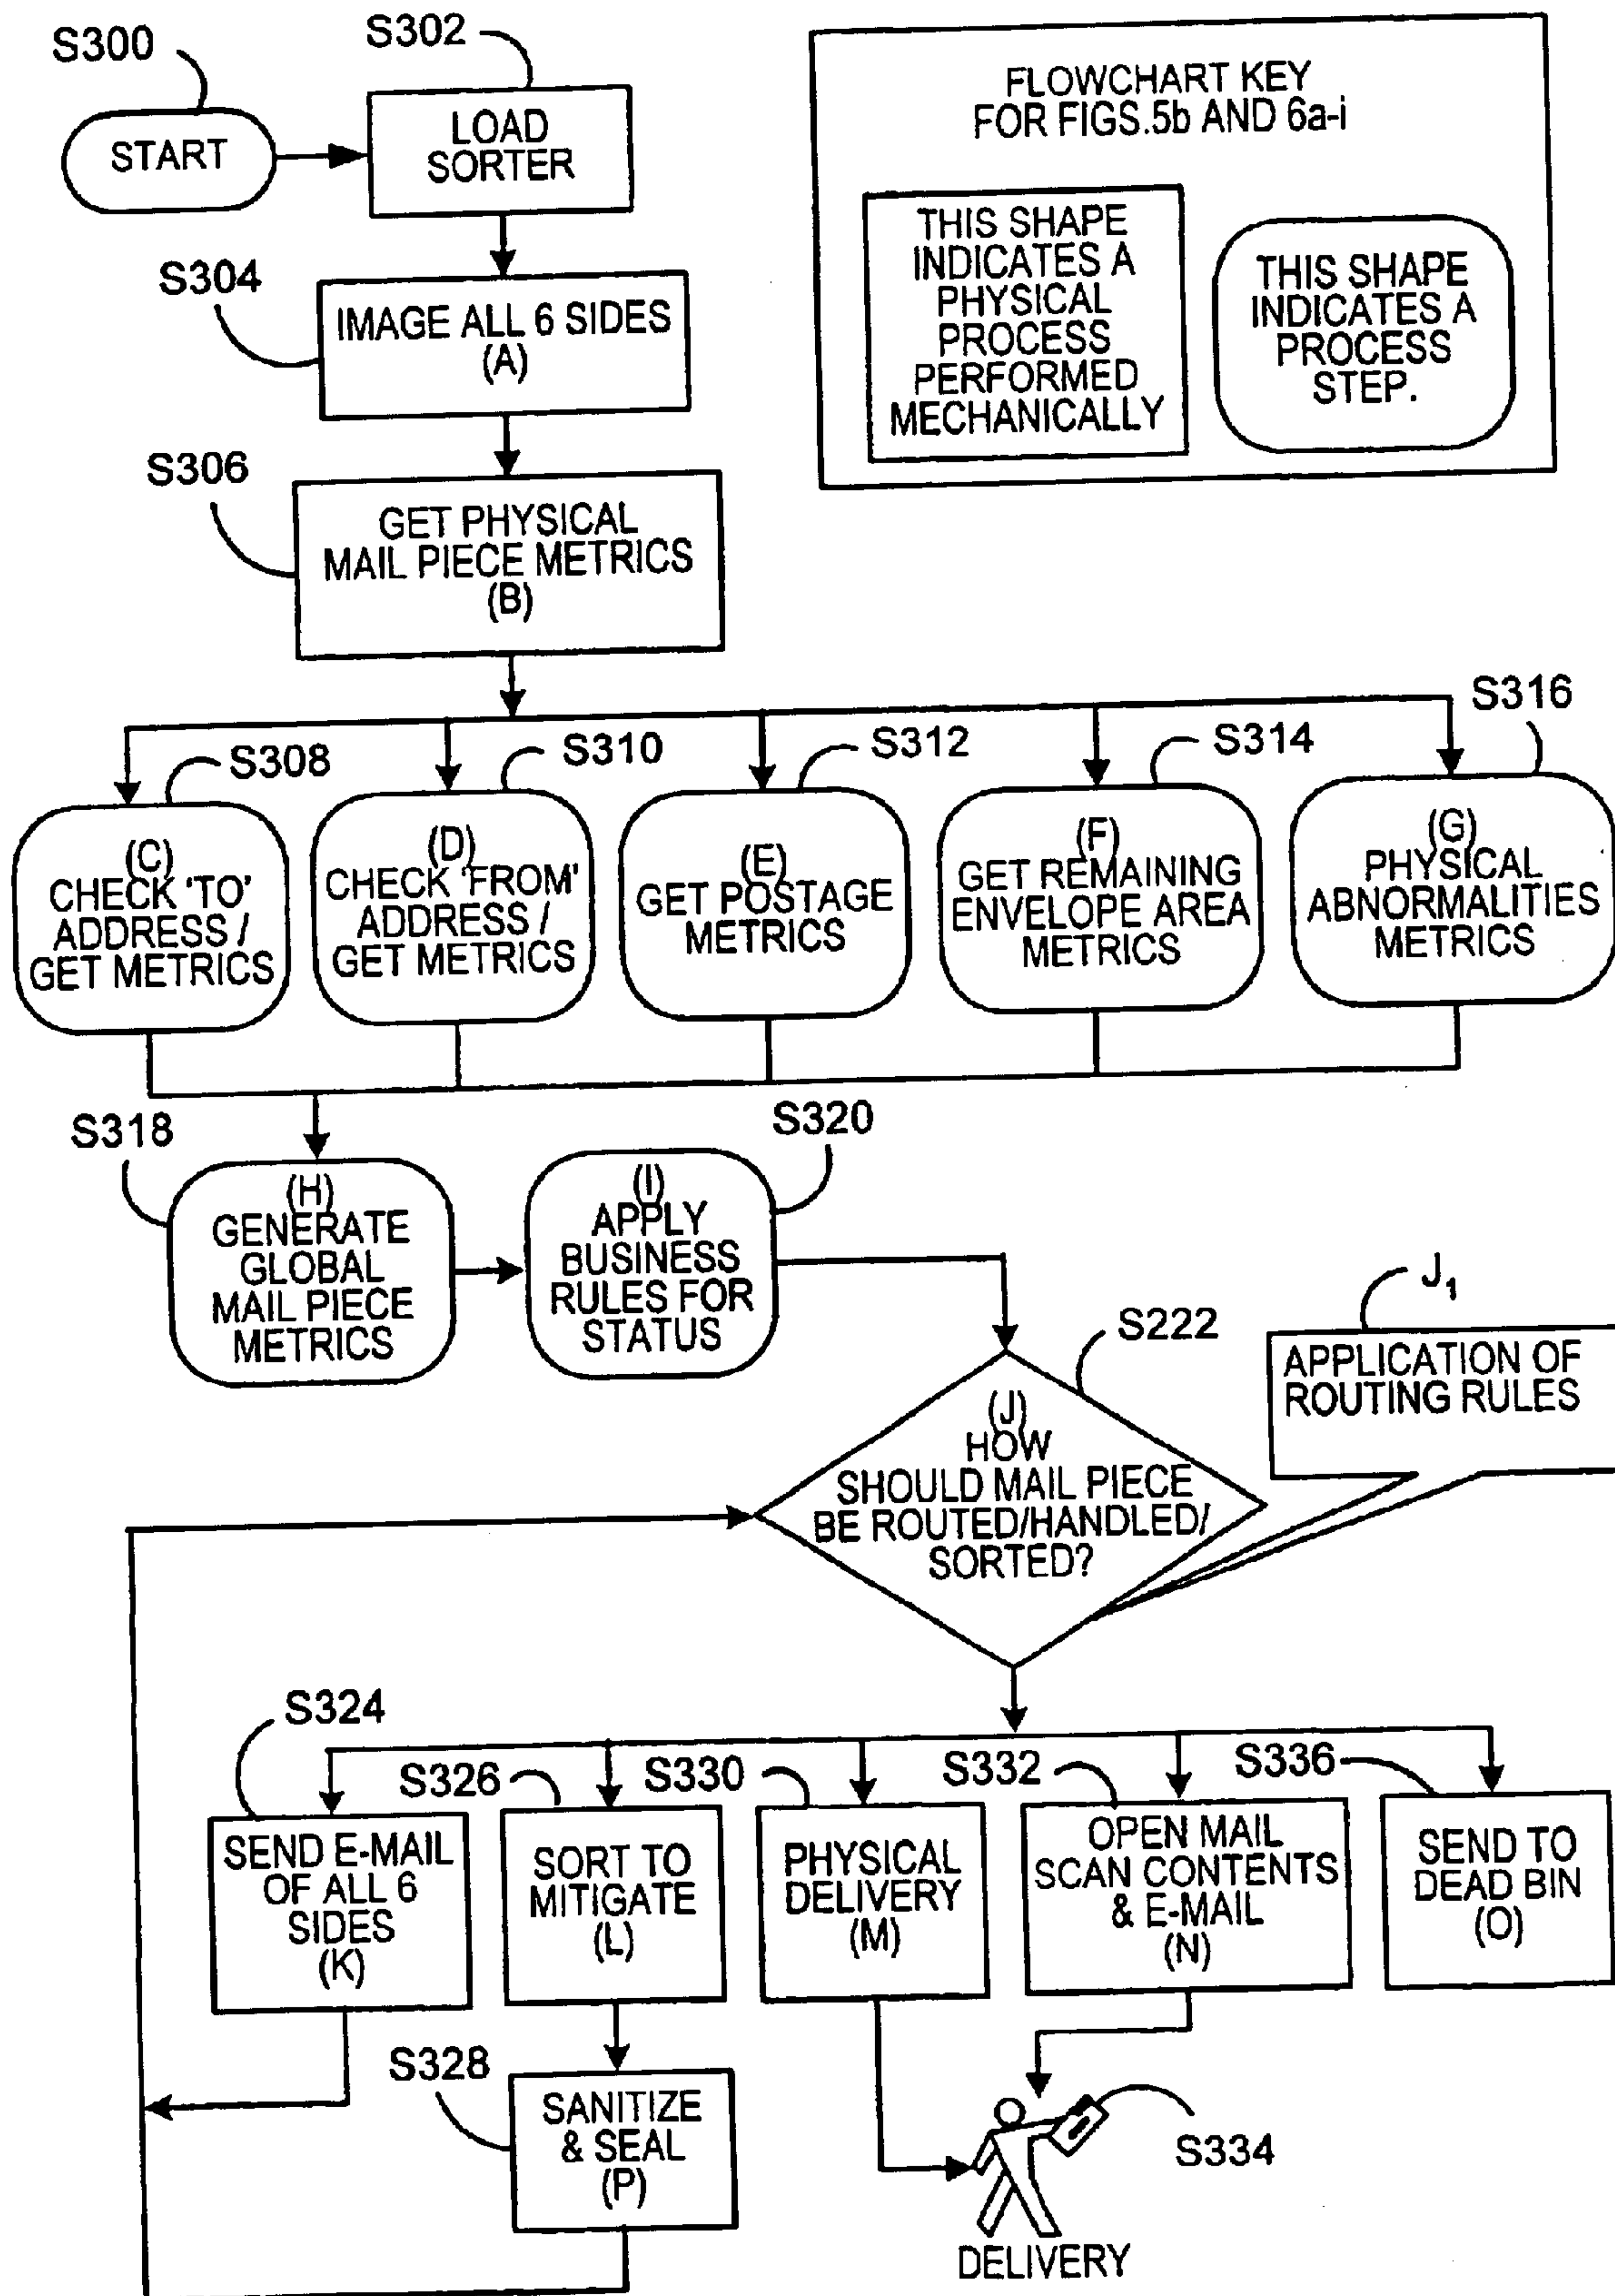 S300
START
S302
LOAD
SORTER
FLOWCHART KEY
FOR FIGS.5b AND 6a-i
THIS SHAPE
INDICATES A
PHYSICAL
PROCESS
PERFORMED
MECHANICALLY
THIS SHAPE
INDICATES A
PROCESS
STEP.
S304
IMAGE ALL 6 SIDES
(A)
S306
GET PHYSICAL
MAIL PIECE METRICS
(B)
S308
(C)
CHECK 'TO'
ADDRESS /
GET METRICS
S310
(D)
CHECK 'FROM'
ADDRESS /
GET METRICS
S312
(E)
GET POSTAGE
METRICS
S314
(F)
GET REMAINING
ENVELOPE AREA
METRICS
S316
(G)
PHYSICAL
ABNORMALITIES
METRICS
S318
(H)
GENERATE
GLOBAL
MAIL PIECE
METRICS
S320
(I)
APPLY
BUSINESS
RULES FOR
STATUS
S222
(J)
HOW
SHOULD MAIL PIECE
BE ROUTED/HANDLED/
SORTED?
J1
APPLICATION OF
ROUTING RULES
S324
SEND E-MAIL
OF ALL 6
SIDES
(K)
S326
SORT TO
MITIGATE
(L)
S330
PHYSICAL
DELIVERY
(M)
S332
OPEN MAIL
SCAN CONTENTS
& E-MAIL
(N)
S336
SEND TO
DEAD BIN
(O)
S328
SANITIZE
& SEAL
(P)
S334
DELIVERY